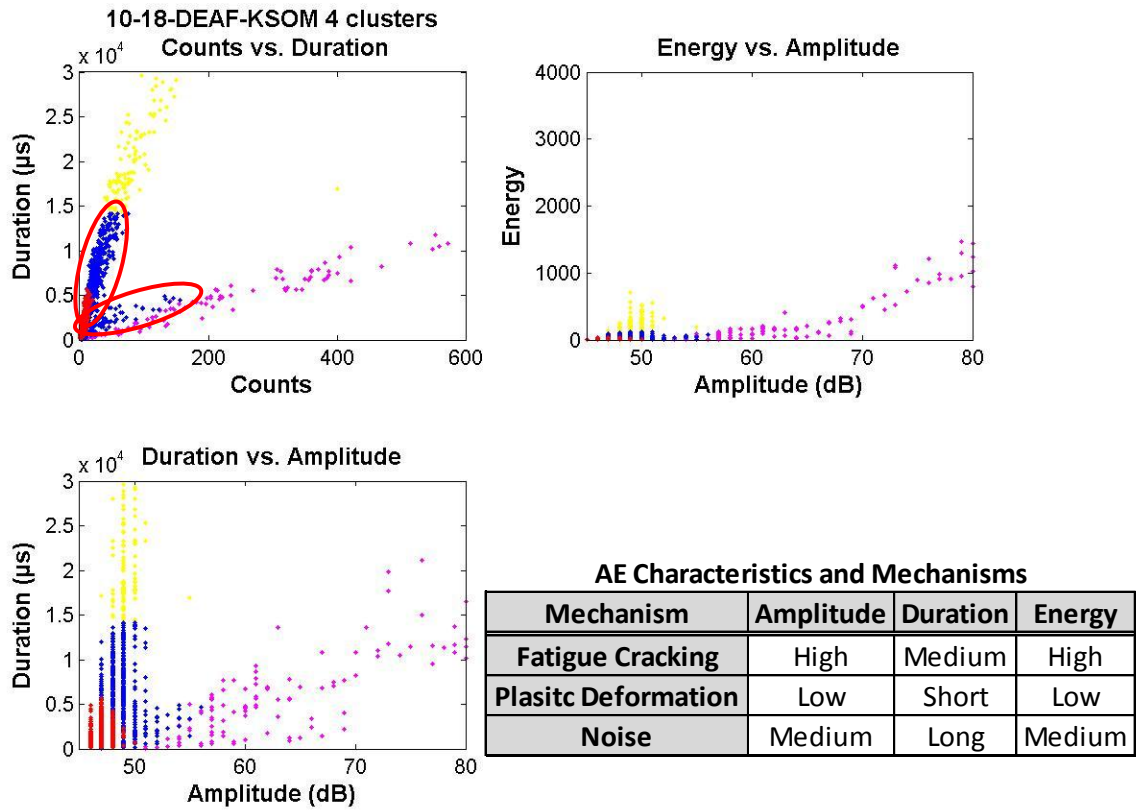 10-18-DEAF-KSOM 4 clusters
Counts vs. Duration
x 10⁴
3
2.5
2
1.5
1
0.5
0
0 200 400 600
Duration (µs)
Counts
Energy vs. Amplitude
4000
3000
2000
1000
0
50 60 70 80
Energy
Amplitude (dB)
Duration vs. Amplitude
x 10⁴
3
2.5
2
1.5
1
0.5
0
50 60 70 80
Duration (µs)
Amplitude (dB)
AE Characteristics and Mechanisms
Mechanism Amplitude Duration Energy
Fatigue Cracking High Medium High
Plasitc Deformation Low Short Low
Noise Medium Long Medium